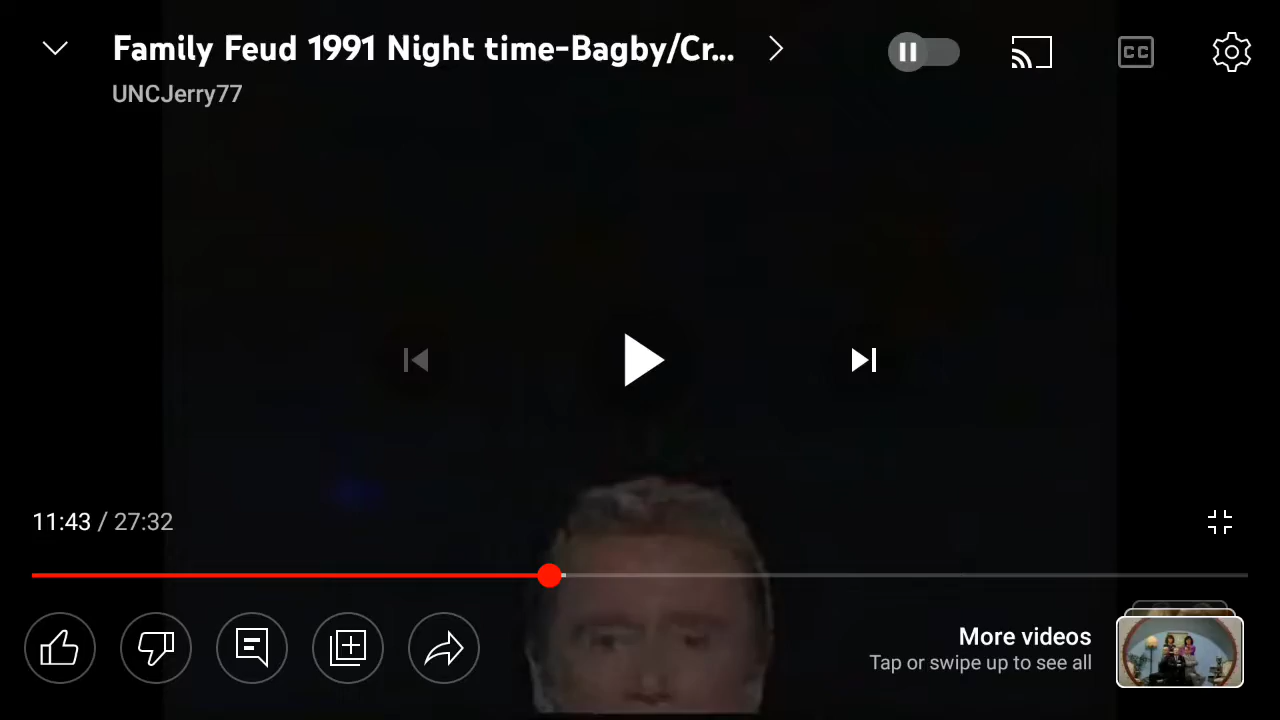 Family Feud 1991 Night time-Bagby/Cr...
UNCJerry77
CC
11:43 / 27:32
More videos
Tap or swipe up to see all